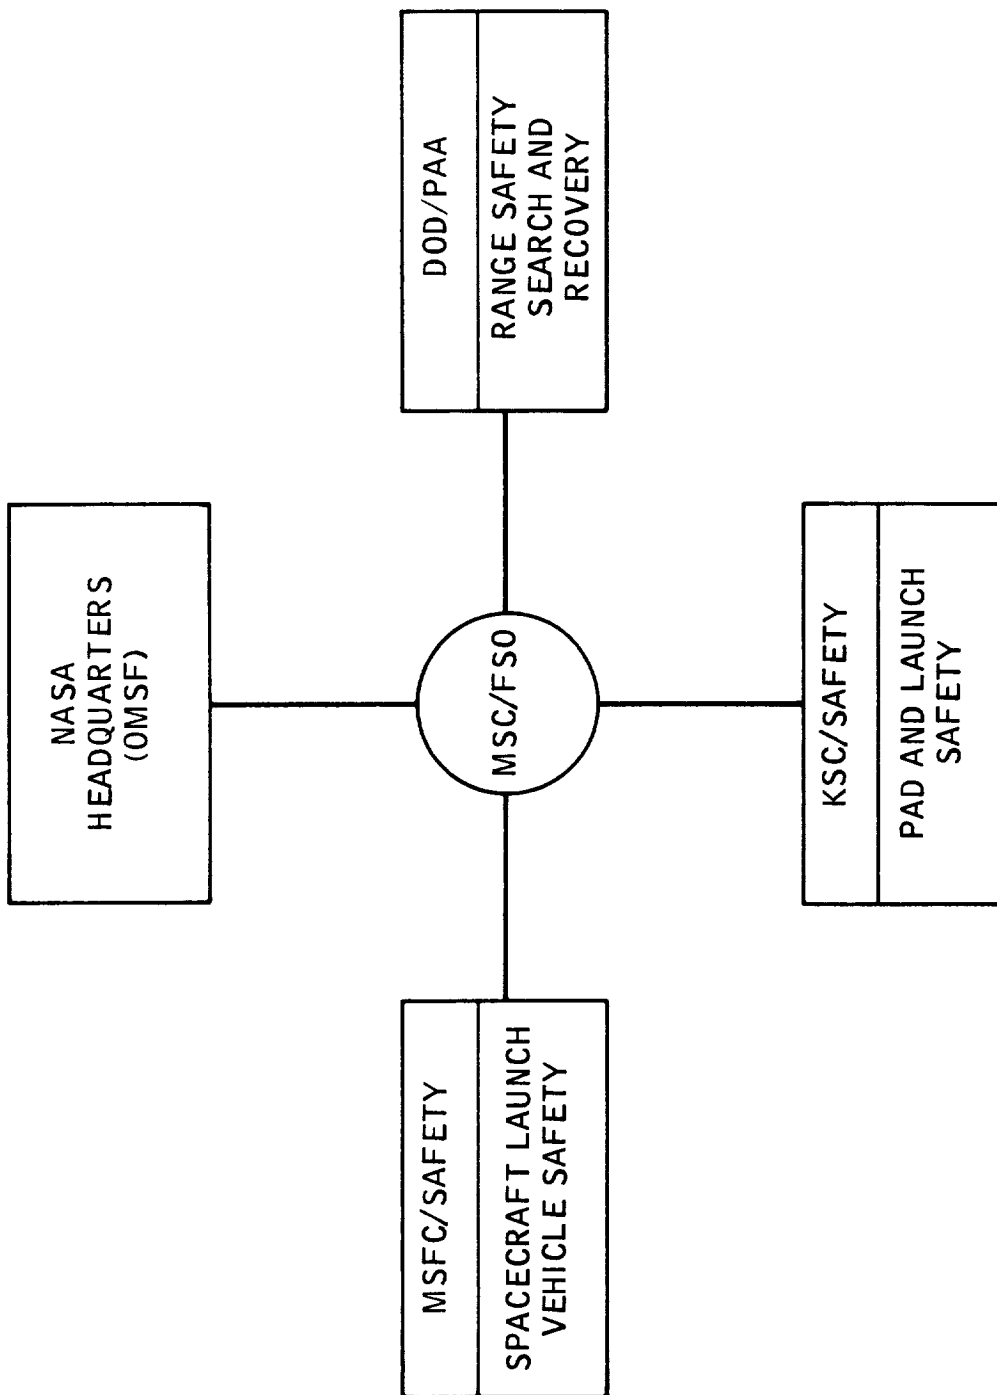 NASA
HEADQUARTERS
(OMSF)
MSFC/SAFETY
SPACECRAFT LAUNCH
VEHICLE SAFETY
MSC/FSO
DOD/PAA
RANGE SAFETY
SEARCH AND
RECOVERY
KSC/SAFETY
PAD AND LAUNCH
SAFETY